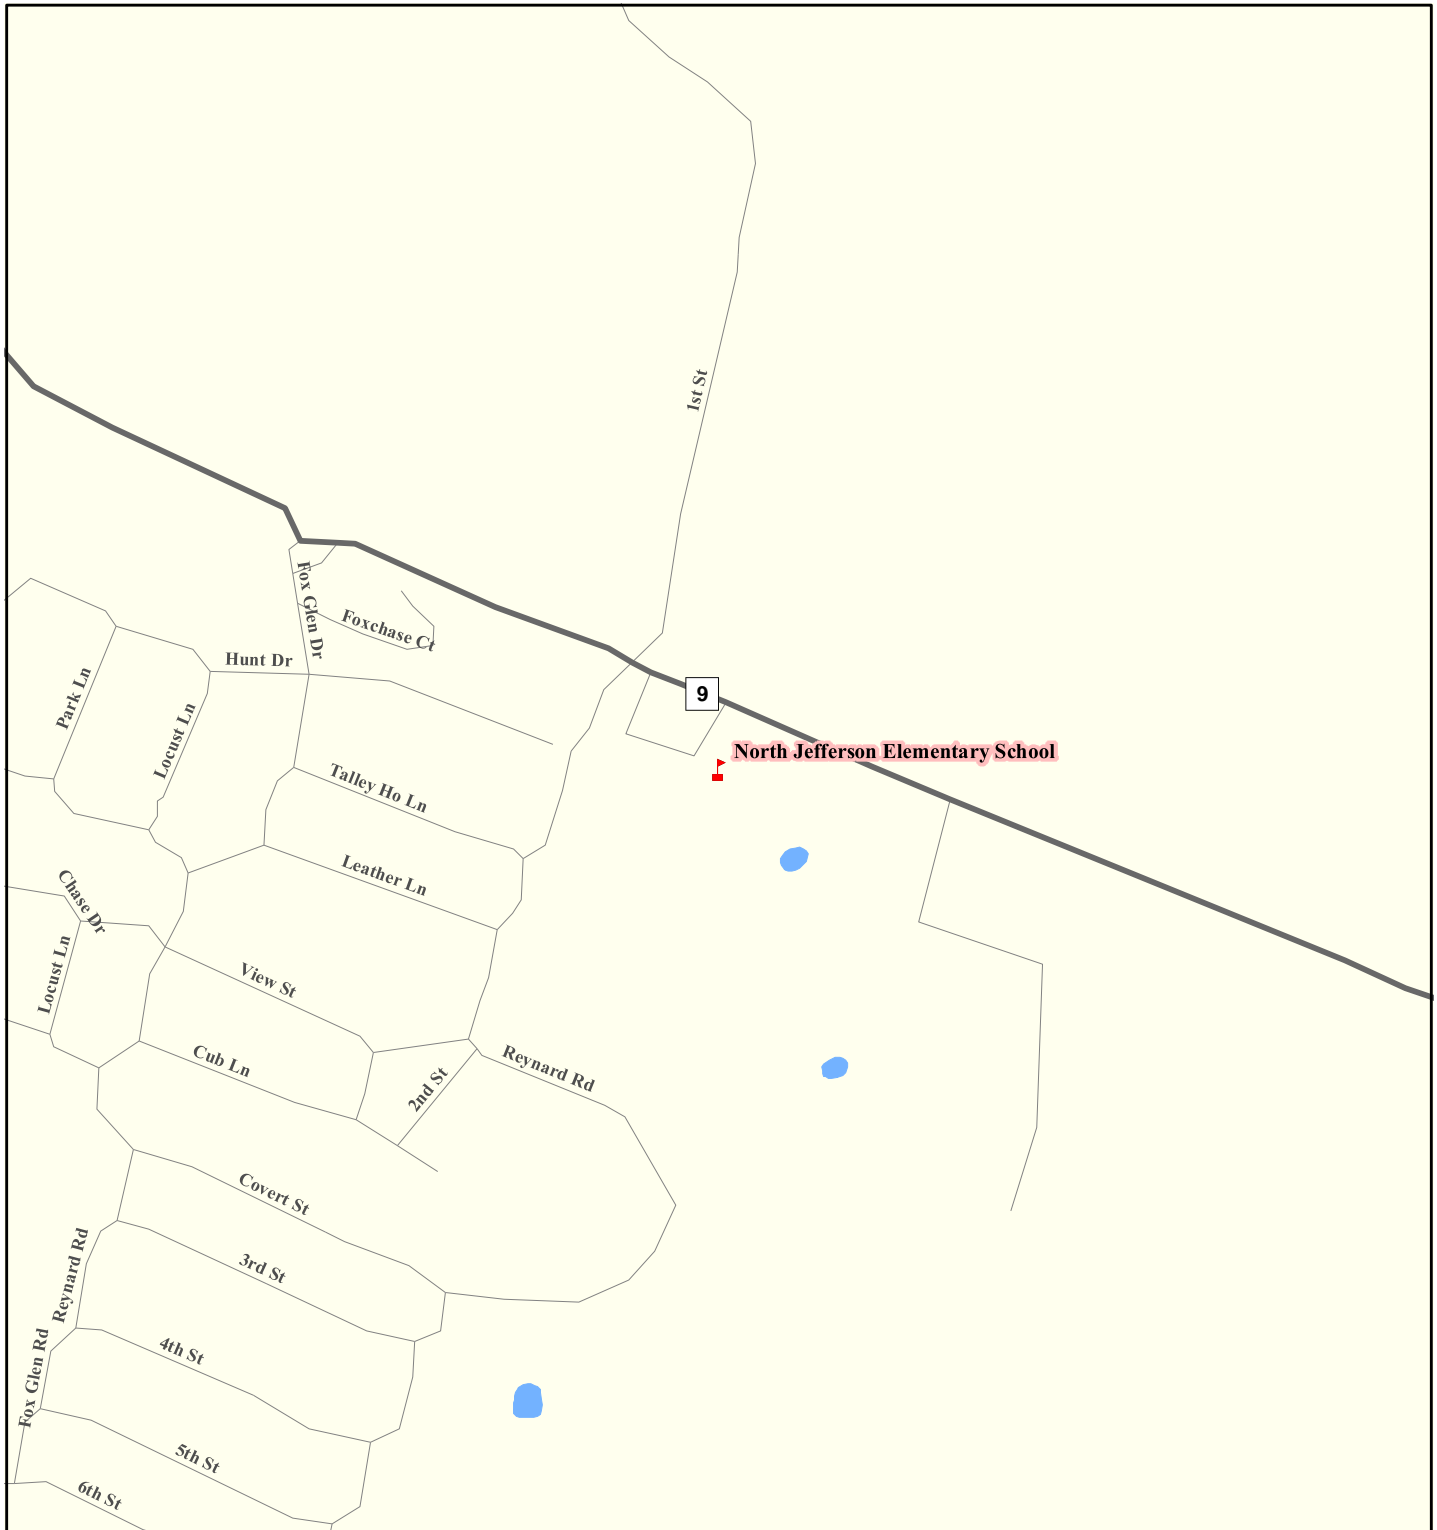 1st St
Fox Glen Dr
Foxchase Ct
Hunt Dr
Park Ln
Locust Ln
9
North Jefferson Elementary School
Talley Ho Ln
Leather Ln
Chase Dr
Locust Ln
View St
Cub Ln
2nd St
Reynard Rd
Covert St
Reynard Rd
3rd St
4th St
Fox Glen Rd
5th St
6th St